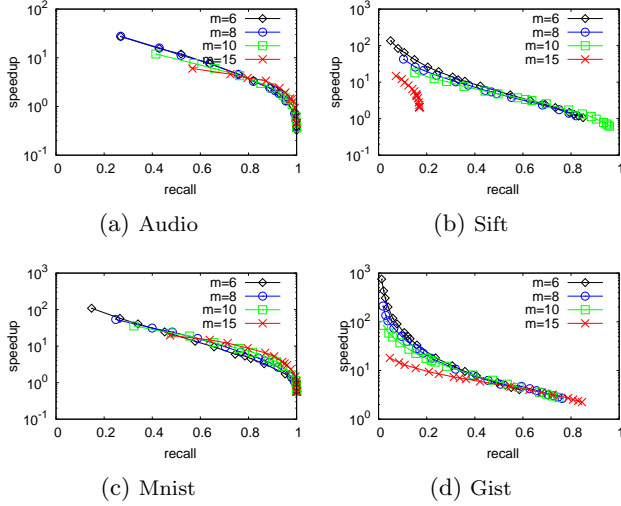 10^2
10^1
10^0
10^-1
speedup
0 0.2 0.4 0.6 0.8 1
recall
m=6
m=8
m=10
m=15
(a) Audio
10^3
10^2
10^1
10^0
10^-1
speedup
0 0.2 0.4 0.6 0.8 1
recall
m=6
m=8
m=10
m=15
(b) Sift
10^3
10^2
10^1
10^0
10^-1
speedup
0 0.2 0.4 0.6 0.8 1
recall
m=6
m=8
m=10
m=15
(c) Mnist
10^3
10^2
10^1
10^0
speedup
0 0.2 0.4 0.6 0.8 1
recall
m=6
m=8
m=10
m=15
(d) Gist